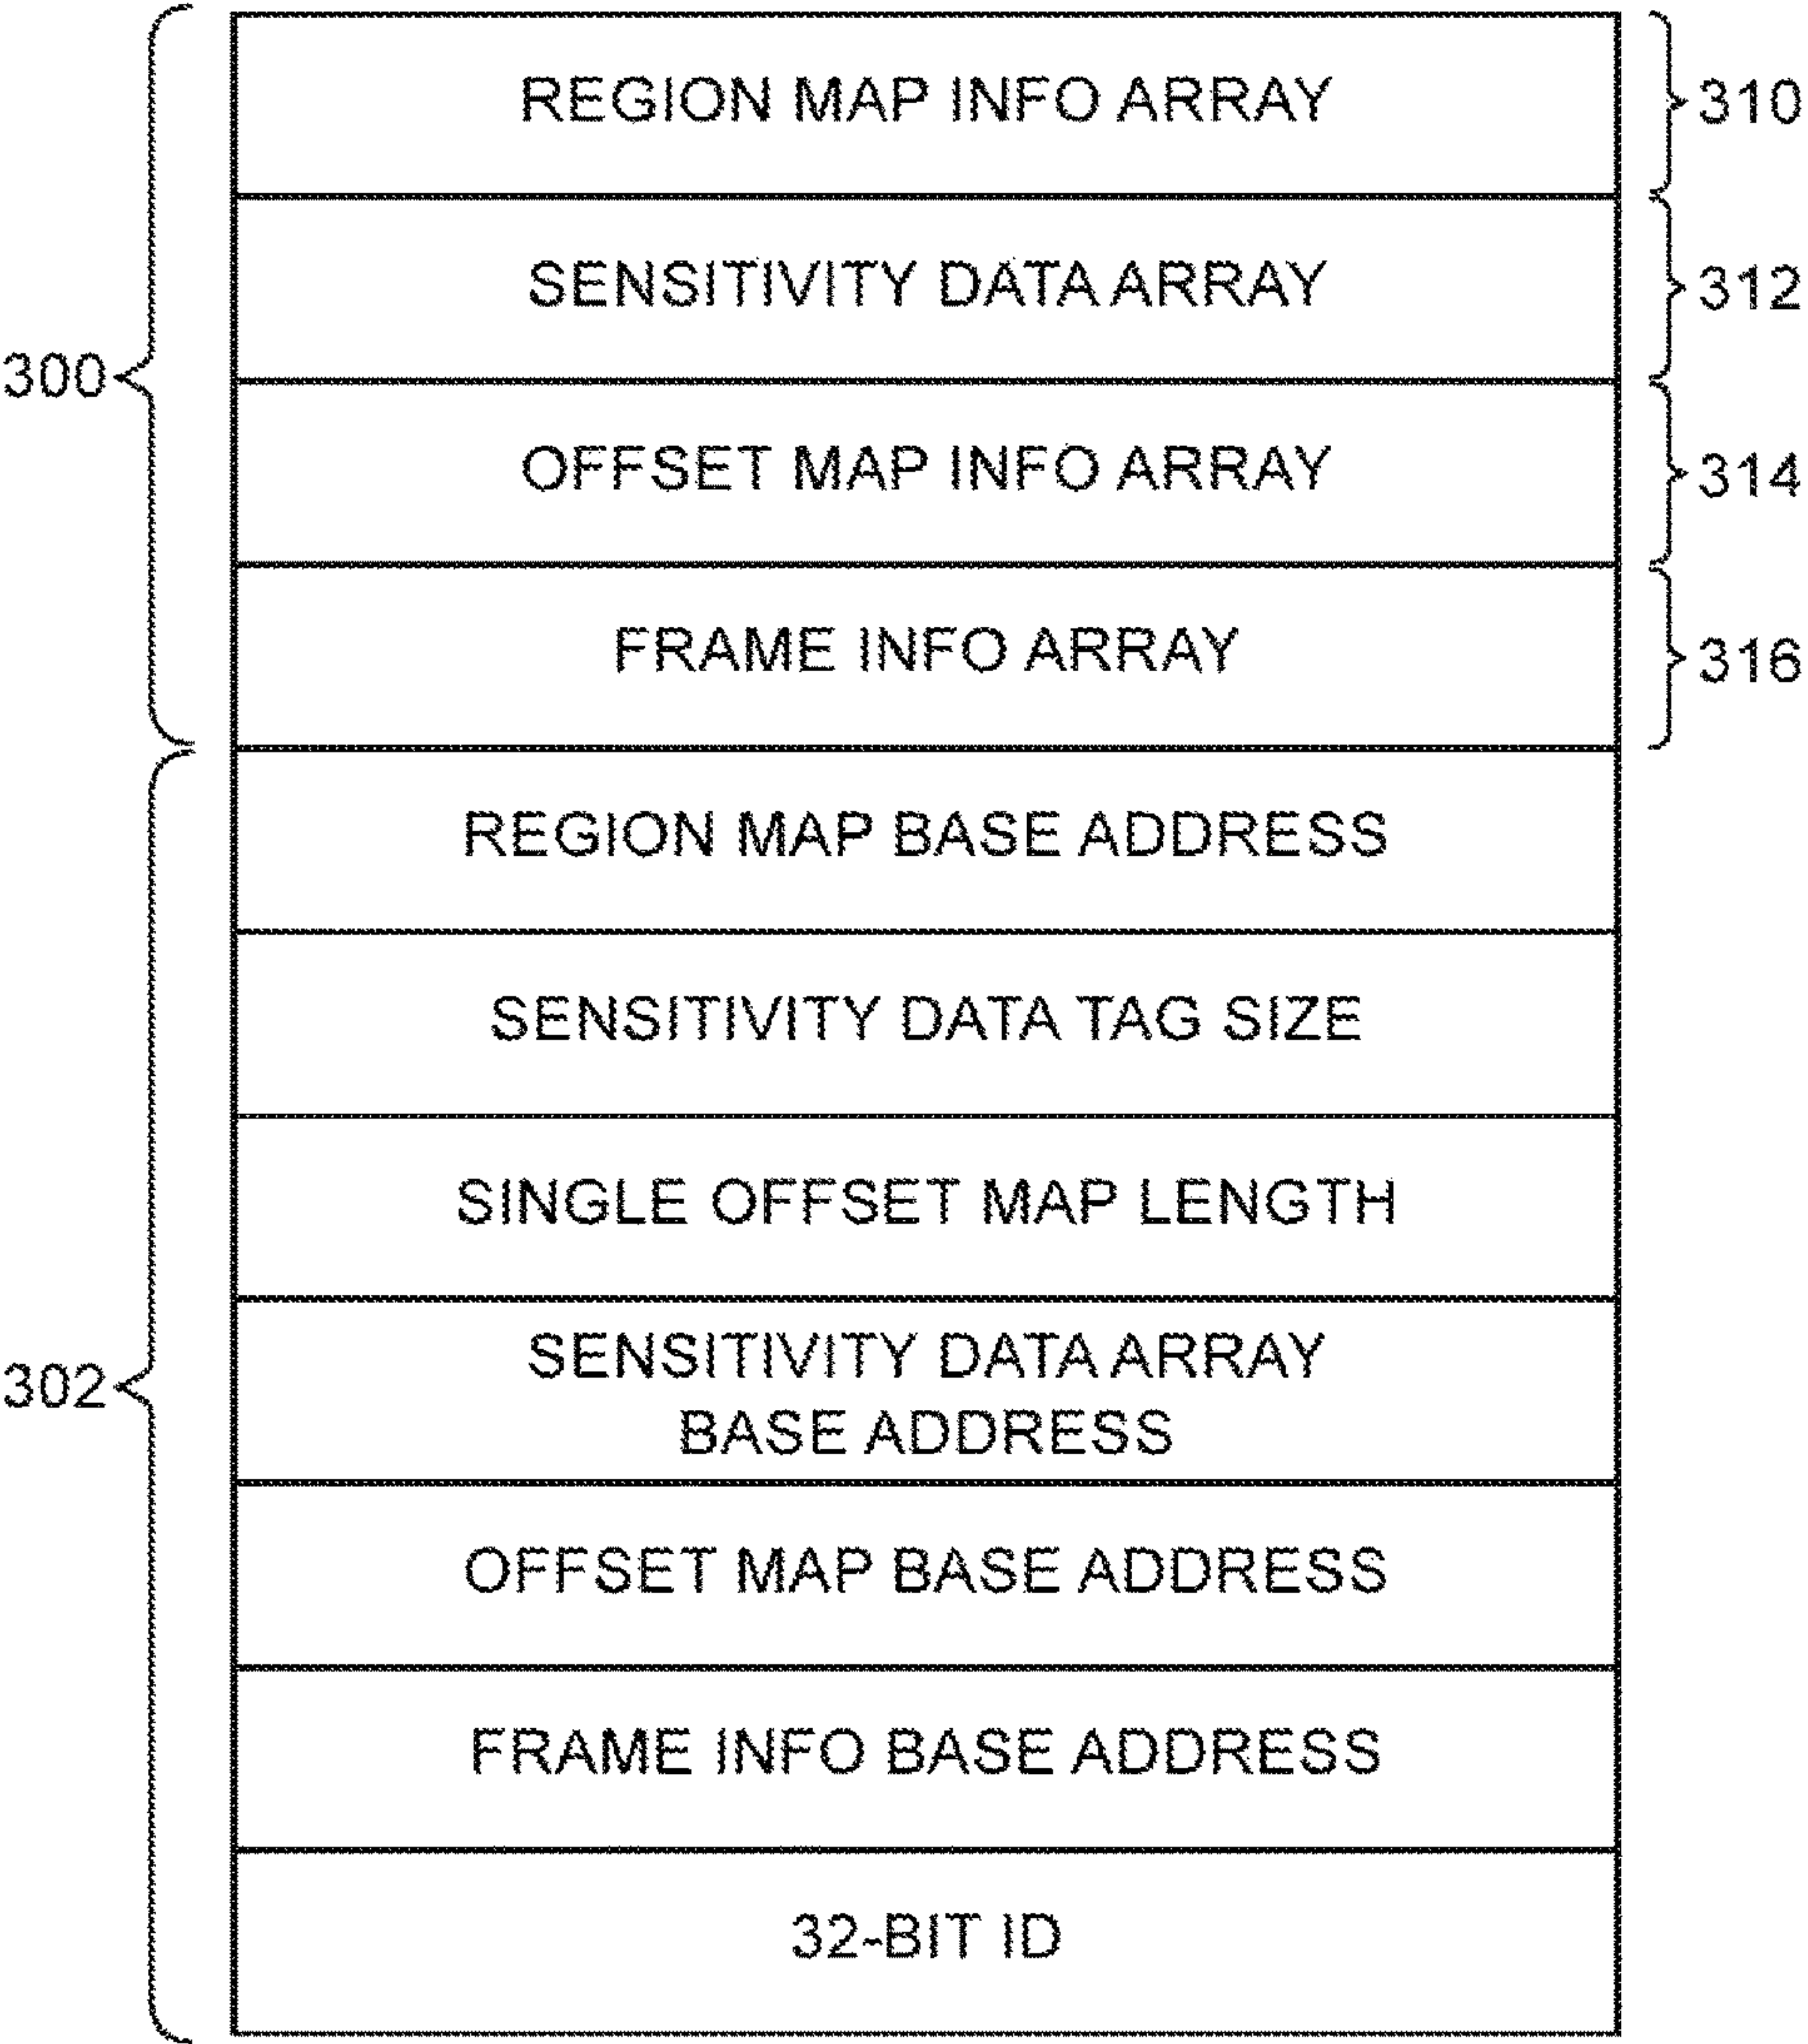 REGION MAP INFO ARRAY
310
SENSITIVITY DATA ARRAY
312
300
OFFSET MAP INFO ARRAY
314
FRAME INFO ARRAY
316
REGION MAP BASE ADDRESS
SENSITIVITY DATA TAG SIZE
SINGLE OFFSET MAP LENGTH
302
SENSITIVITY DATA ARRAY
BASE ADDRESS
OFFSET MAP BASE ADDRESS
FRAME INFO BASE ADDRESS
32-BIT ID